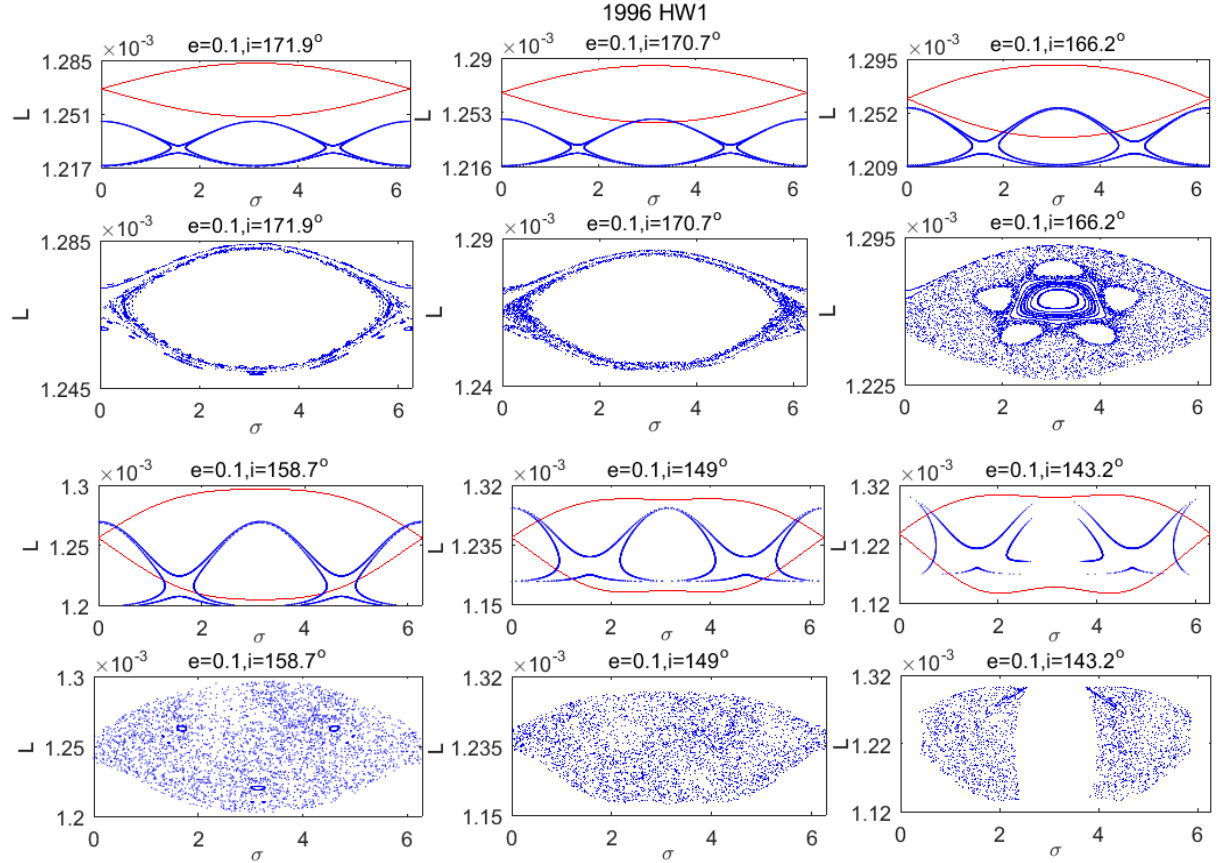 1996 HW1
×10⁻³ e=0.1,i=171.9° ×10⁻³ e=0.1,i=170.7° ×10⁻³ e=0.1,i=166.2°
1.285 1.29 1.295
L 1.251 L 1.253 L 1.252
1.217 1.216 1.209
0 2 4 6 0 2 4 6 0 2 4 6
σ σ σ
×10⁻³ e=0.1,i=171.9° ×10⁻³ e=0.1,i=170.7° ×10⁻³ e=0.1,i=166.2°
1.285 1.29 1.295
L L L
1.245 1.24 1.225
0 2 4 6 0 2 4 6 0 2 4 6
σ σ σ
×10⁻³ e=0.1,i=158.7° ×10⁻³ e=0.1,i=149° ×10⁻³ e=0.1,i=143.2°
1.3 1.32 1.32
L 1.25 L 1.235 L 1.22
1.2 1.15 1.12
0 2 4 6 0 2 4 6 0 2 4 6
σ σ σ
×10⁻³ e=0.1,i=158.7° ×10⁻³ e=0.1,i=149° ×10⁻³ e=0.1,i=143.2°
1.3 1.32 1.32
L 1.25 L 1.235 L 1.22
1.2 1.15 1.12
0 2 4 6 0 2 4 6 0 2 4 6
σ σ σ